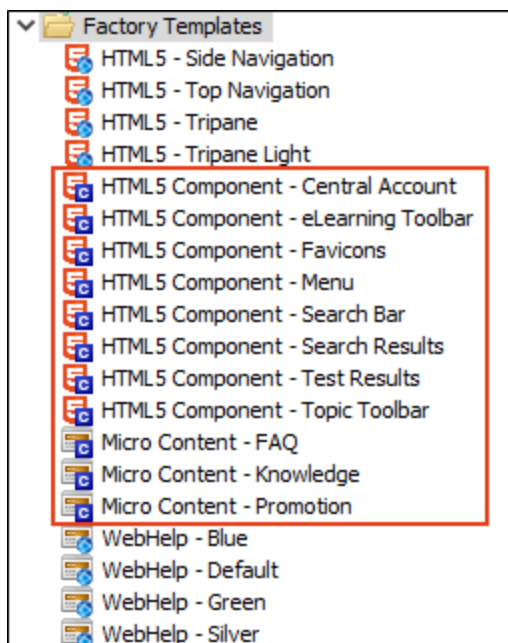 Factory Templates
HTML5 - Side Navigation
HTML5 - Top Navigation
HTML5 - Tripane
HTML5 - Tripane Light
HTML5 Component - Central Account
HTML5 Component - eLearning Toolbar
HTML5 Component - Favicons
HTML5 Component - Menu
HTML5 Component - Search Bar
HTML5 Component - Search Results
HTML5 Component - Test Results
HTML5 Component - Topic Toolbar
Micro Content - FAQ
Micro Content - Knowledge
Micro Content - Promotion
WebHelp - Blue
WebHelp - Default
WebHelp - Green
WebHelp - Silver